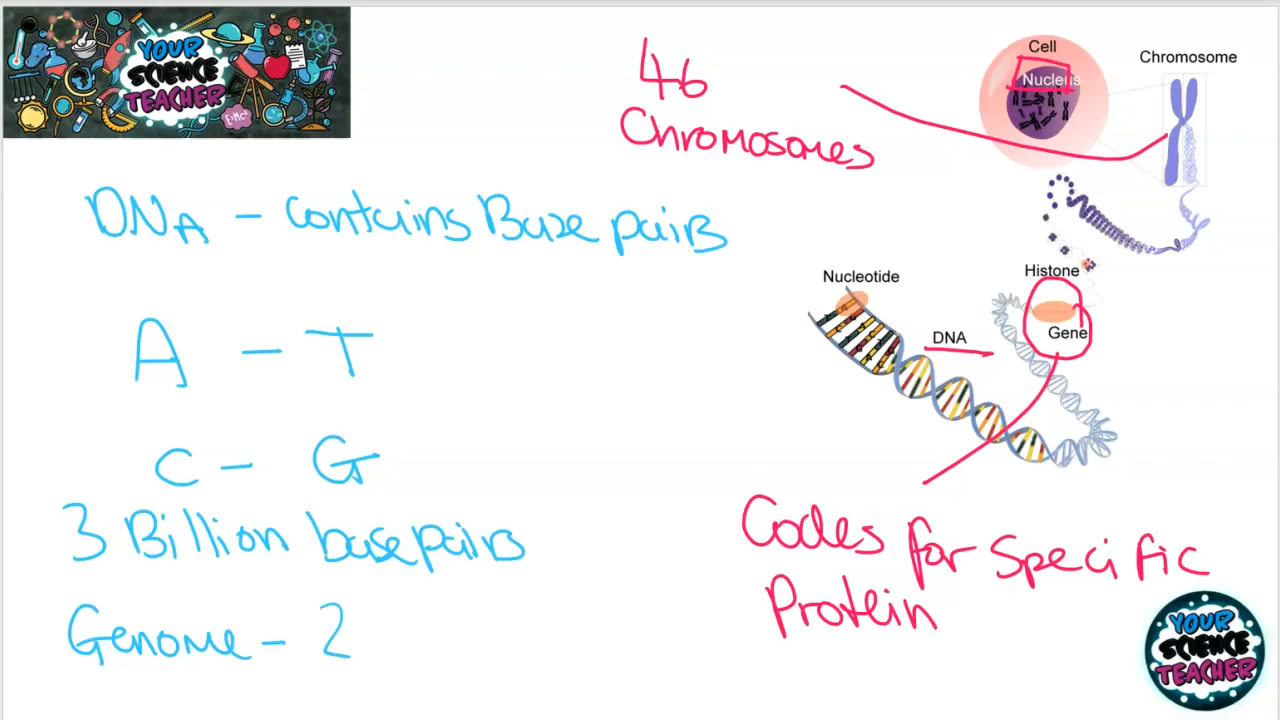 YOUR
SCIENCE
TEACHER
E=MC²
46
Chromosomes
Cell
Nucleus
Chromosome
DNA - contains Base pairs
Histone
Nucleotide
Gene
DNA
A - T
C - G
3 Billion base pairs
Codes for Specific
Protein
Genome - 2
YOUR
SCIENCE
TEACHER